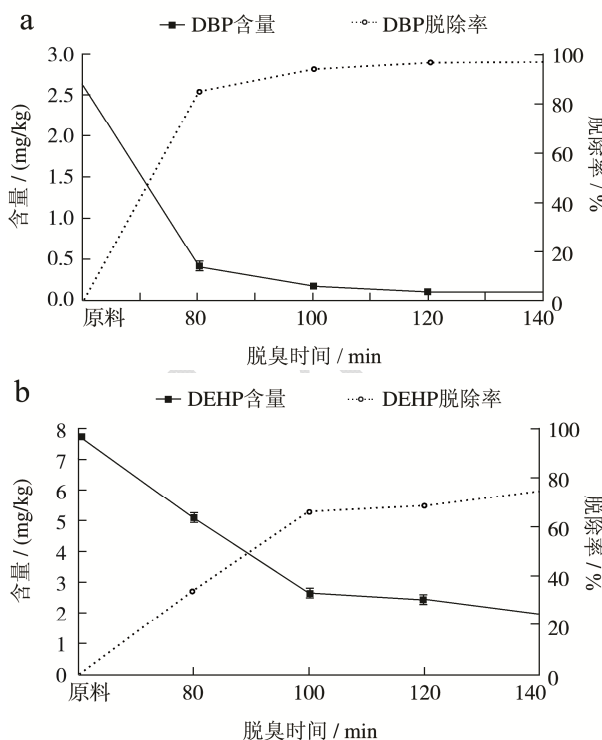 a
DBP含量 DBP脱除率
3.0 100
2.5 80
2.0 60
1.5
1.0 40
0.5 20
0.0 0
含量 / (mg/kg)
脱除率 / %
原料 80 100 120 140
脱臭时间 / min
b
DEHP含量 DEHP脱除率
8 100
7
6 80
5 60
4
3 40
2 20
1
0 0
含量 / (mg/kg)
脱除率 / %
原料 80 100 120 140
脱臭时间 / min